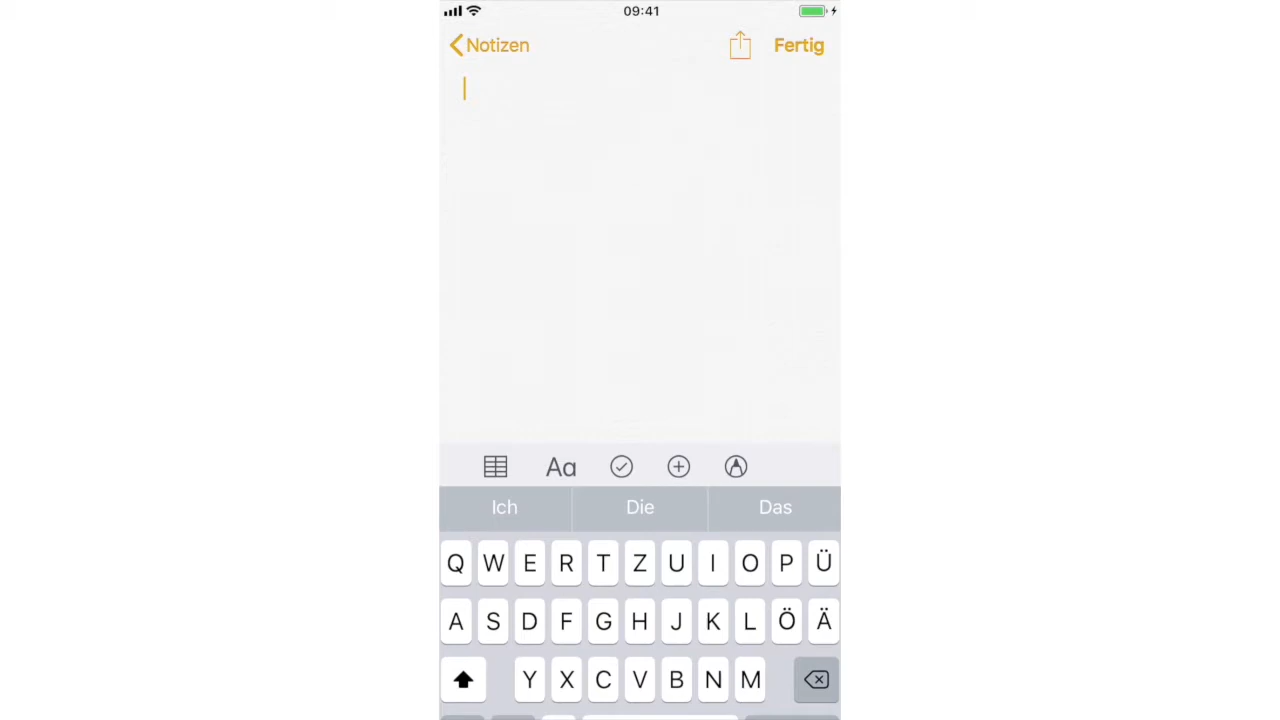 09:41
Notizen Fertig
Aa
Ich Die Das
Q W E R T Z U I O P Ü
A S D F G H J K L Ö Ä
Y X C V B N M